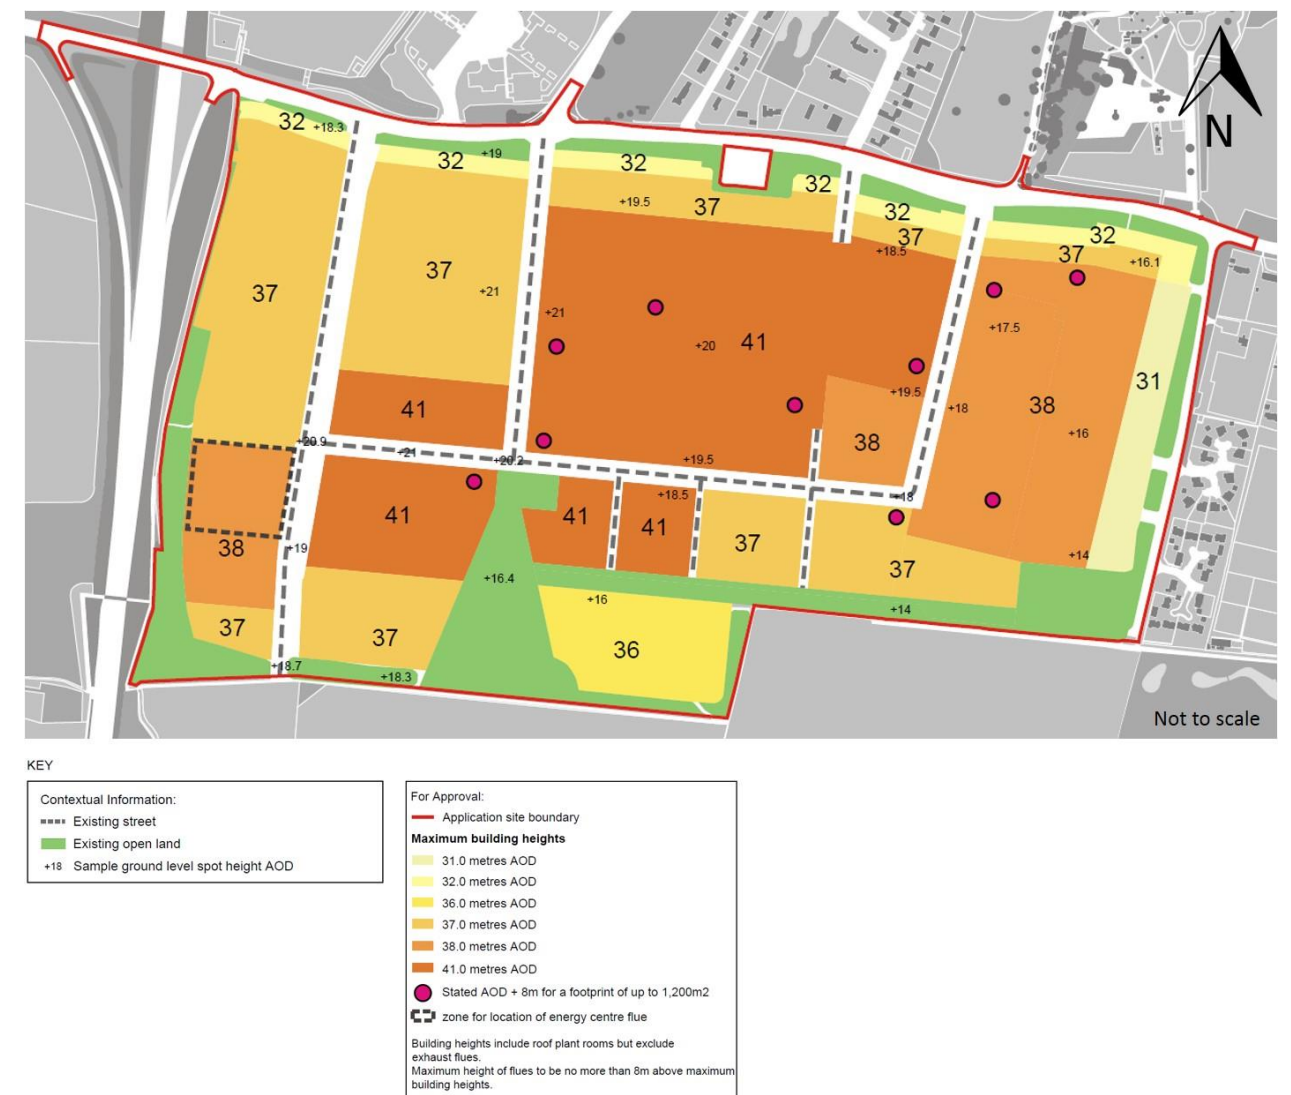 32
+18.3
32
+19
32
32
+19.5
37
32
37
+18.5
32
37
+16.1
37
37
+21
+21
+20
41
+17.5
31
41
+19.5
+18
38
+16
38
+20.9
+21
+20.2
+19.5
41
41
+18.5
41
+18
37
38
+19
+14
37
+16.4
+16
+14
37
37
36
+18.7
+18.3
N
Not to scale
KEY
Contextual Information:
Existing street
Existing open land
+18 Sample ground level spot height AOD
For Approval:
Application site boundary
Maximum building heights
31.0 metres AOD
32.0 metres AOD
36.0 metres AOD
37.0 metres AOD
38.0 metres AOD
41.0 metres AOD
Stated AOD + 8m for a footprint of up to 1,200m2
zone for location of energy centre flue
Building heights include roof plant rooms but exclude
exhaust flues.
Maximum height of flues to be no more than 8m above maximum
building heights.